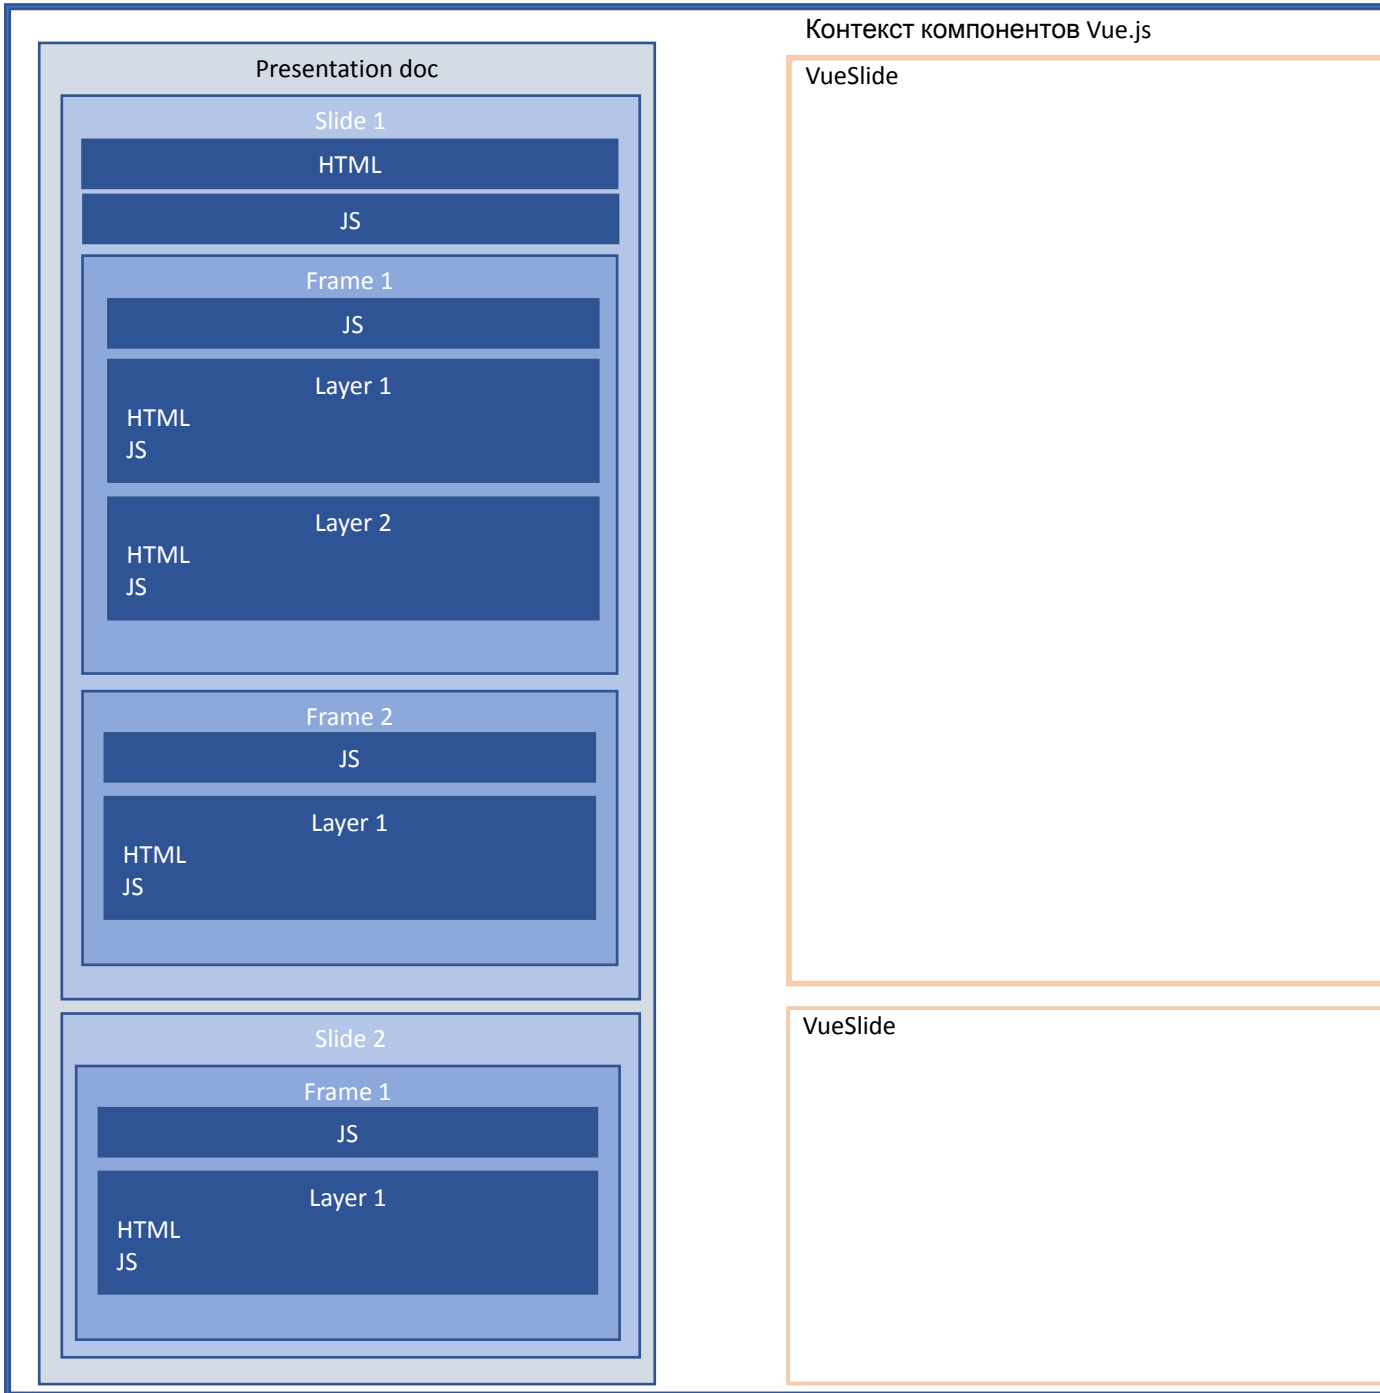 Контекст компонентов Vue.js
Presentation doc
Slide 1
HTML
JS
Frame 1
JS
Layer 1
HTML
JS
Layer 2
HTML
JS
Frame 2
JS
Layer 1
HTML
JS
Slide 2
Frame 1
JS
Layer 1
HTML
JS
VueSlide
VueSlide